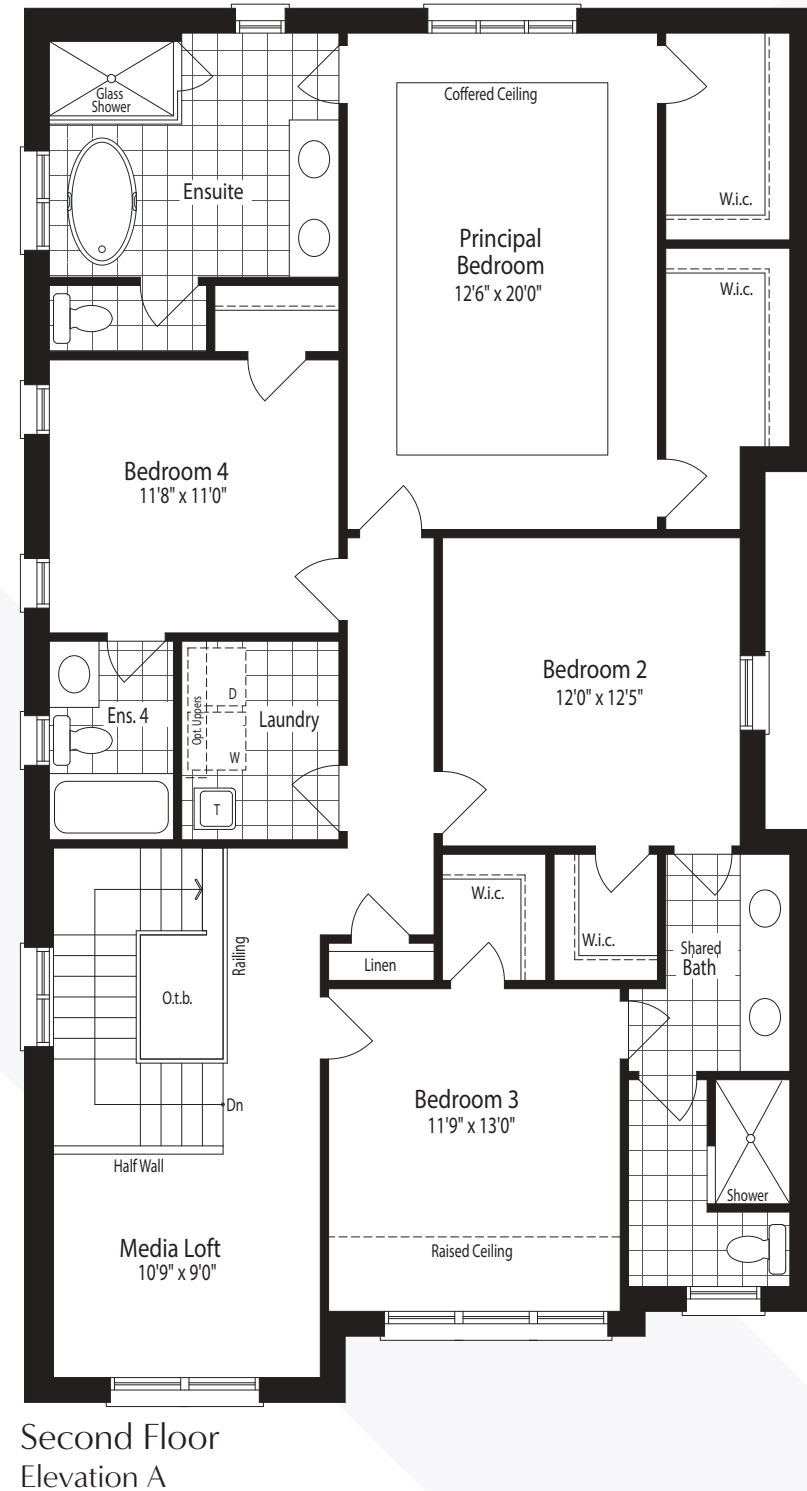 Glass
Shower
Coffered Ceiling
W.i.c.
Ensuite
Principal
Bedroom
12'6" x 20'0"
W.i.c.
Bedroom 4
11'8" x 11'0"
Bedroom 2
12'0" x 12'5"
Ens. 4
Opt. Uppers
D
W
T
Laundry
W.i.c.
W.i.c.
Shared
Bath
Linen
Railing
O.t.b.
Dn
Half Wall
Bedroom 3
11'9" x 13'0"
Shower
Raised Ceiling
Media Loft
10'9" x 9'0"
Second Floor
Elevation A